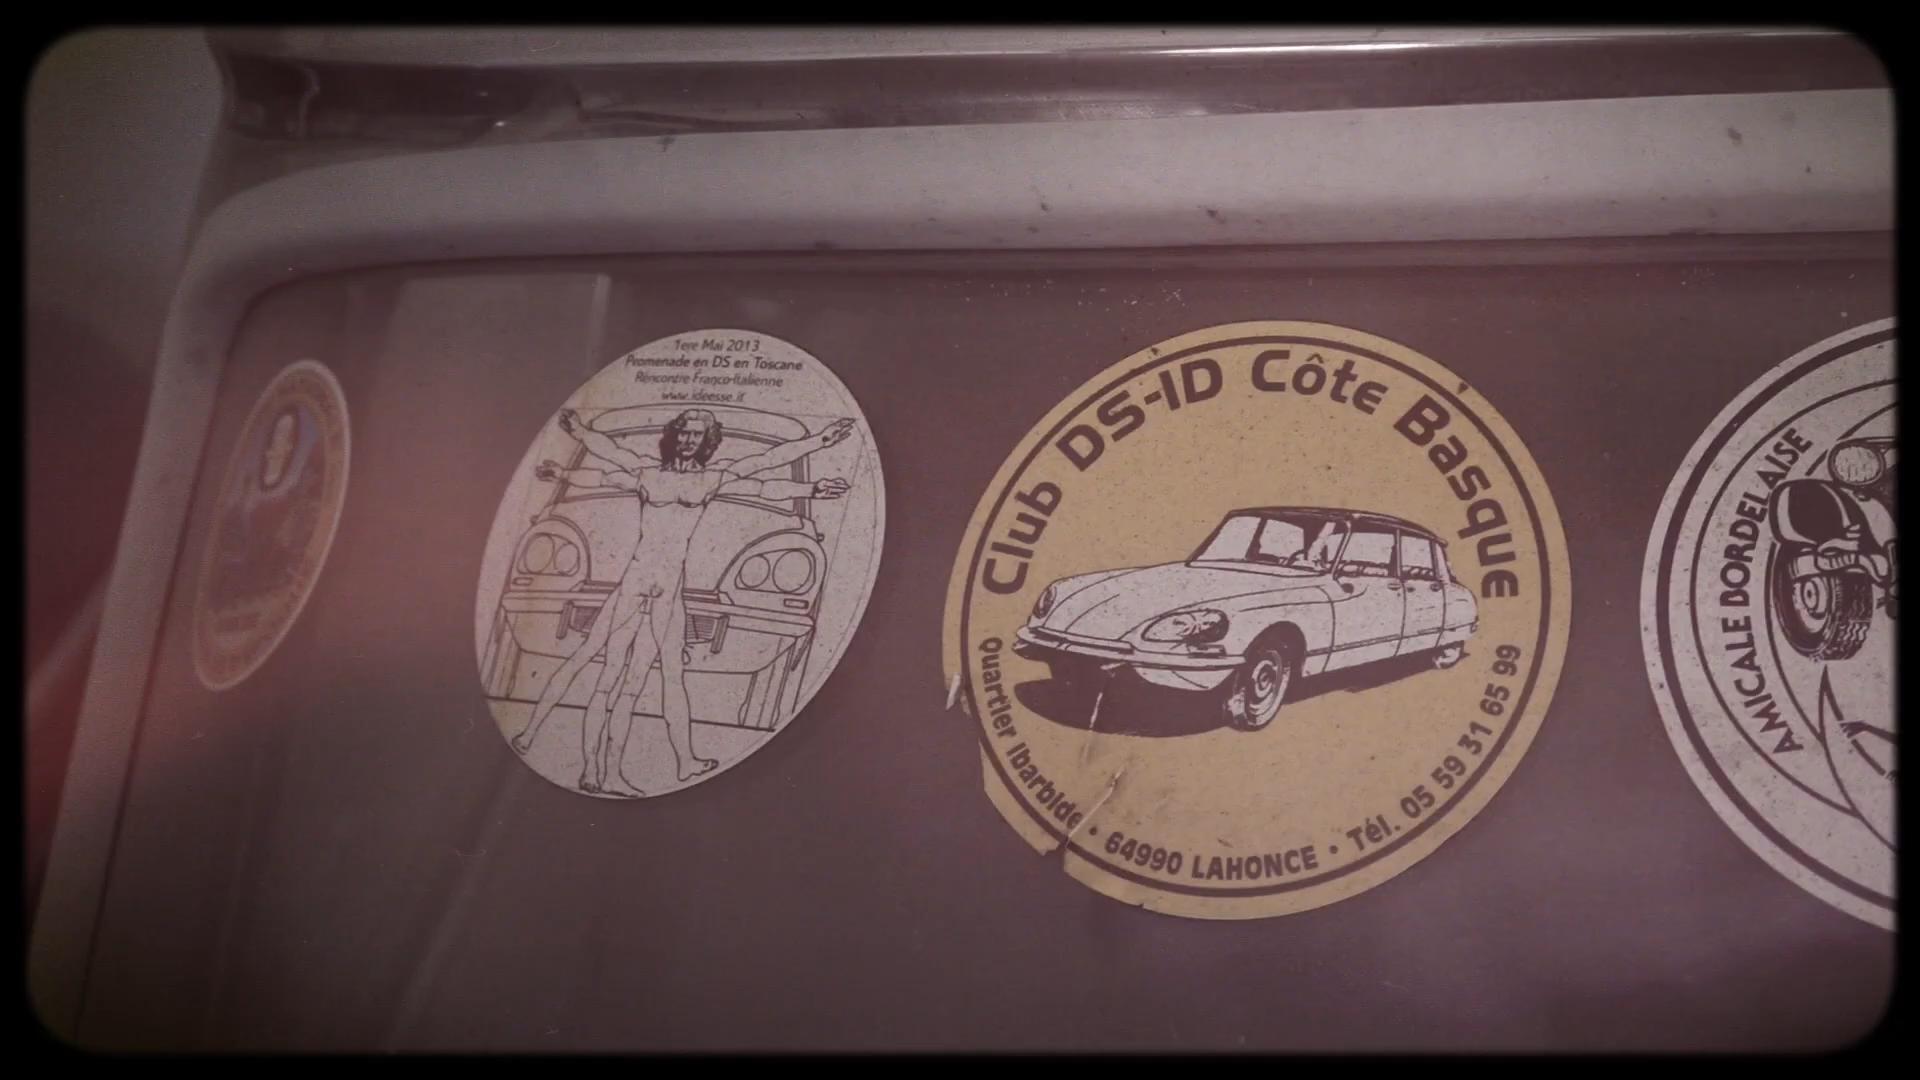 1ere Mai 2013
Promenade en DS en Toscane
Rencontre Franco-Italienne
www.ideesse.it
Club DS-ID Côte Basque
Quartier Ibarbide • 64990 LAHONCE • Tél. 05 59 31 65 99
AMICALE BORDELAISE